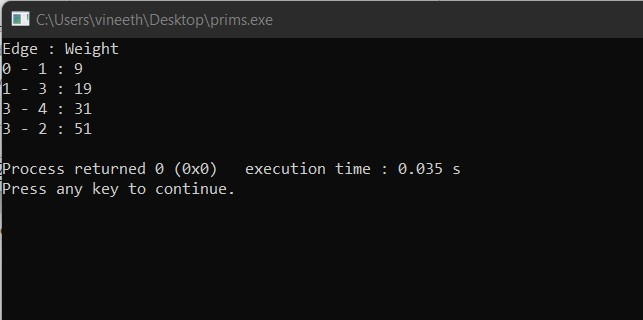 C:\Users\vineeth\Desktop\prims.exe
Edge : Weight
0 - 1 : 9
1 - 3 : 19
3 - 4 : 31
3 - 2 : 51
Process returned 0 (0x0)   execution time : 0.035 s
Press any key to continue.